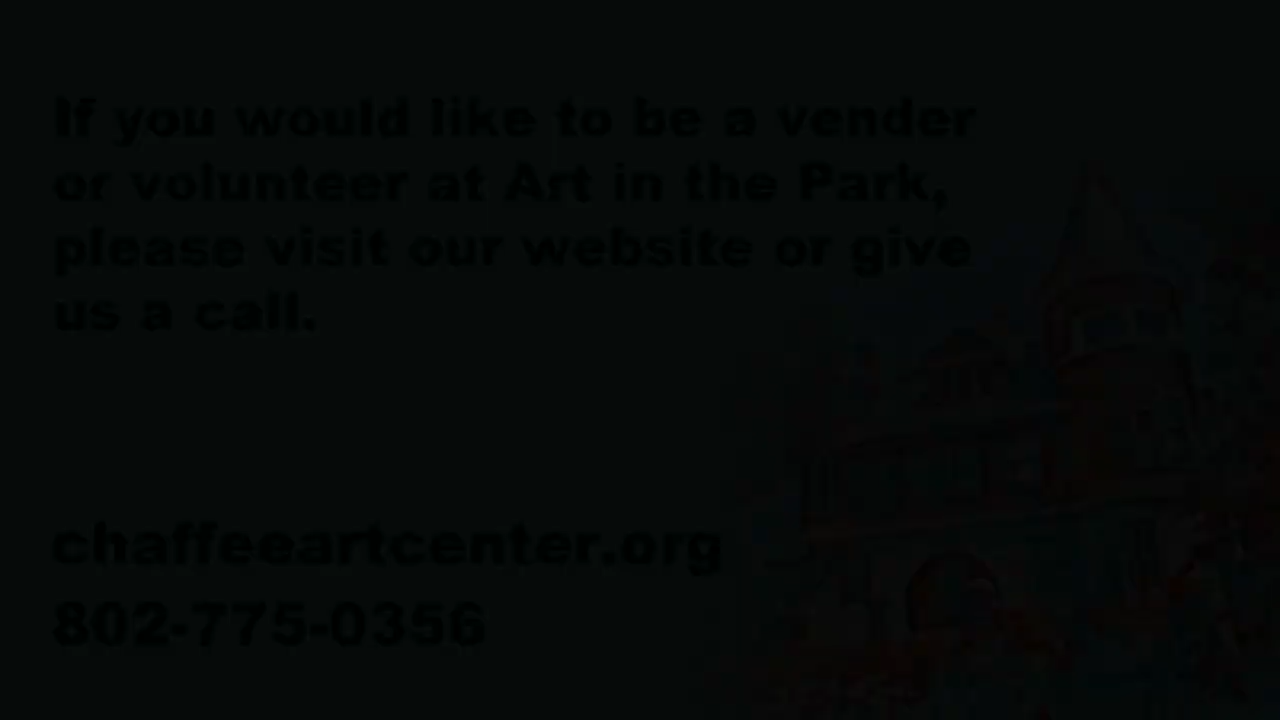 If you would like to be a vender
or volunteer at Art in the Park,
please visit our website or give
us a call.
chaffeeartcenter.org
802-775-0356